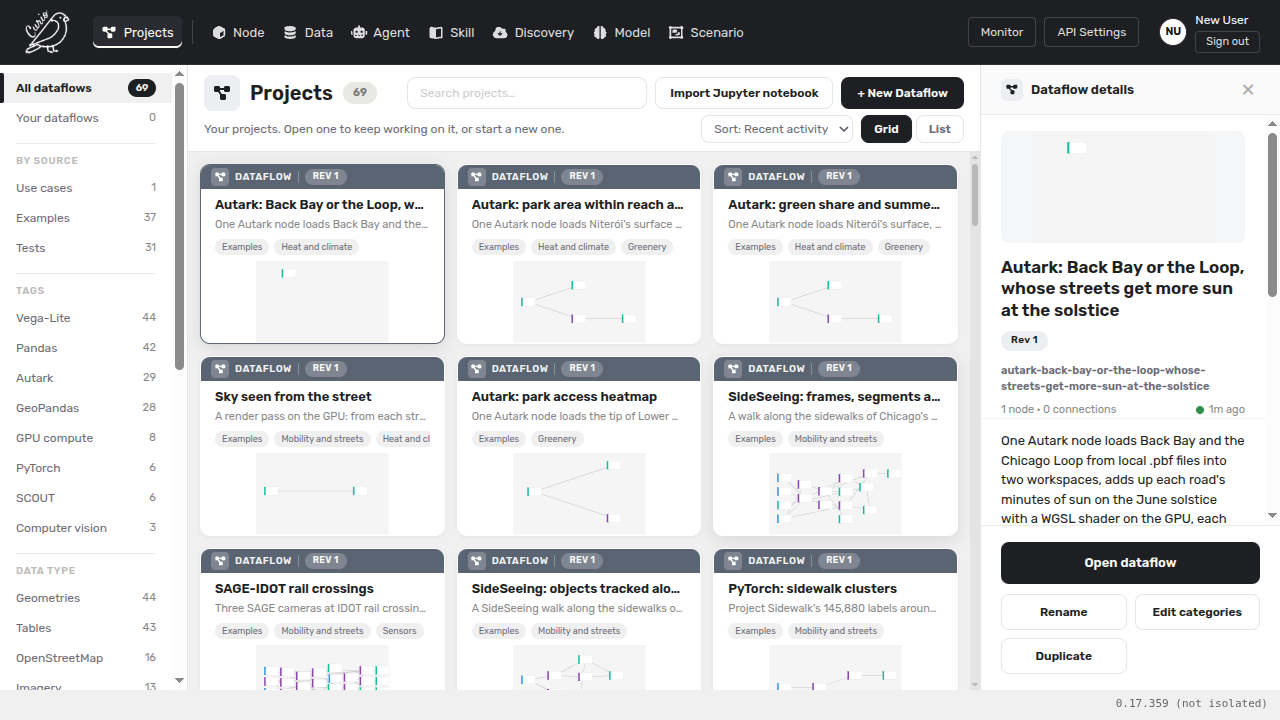 Curio
Projects
Node
Data
Agent
Skill
Discovery
Model
Scenario
Monitor
API Settings
NU
New User
Sign out
All dataflows 69
Your dataflows 0
BY SOURCE
Use cases 1
Examples 37
Tests 31
TAGS
Vega-Lite 44
Pandas 42
Autark 29
GeoPandas 28
GPU compute 8
PyTorch 6
SCOUT 6
Computer vision 3
DATA TYPE
Geometries 44
Tables 43
OpenStreetMap 16
Imagery 13
Projects 69
Search projects...
Import Jupyter notebook
+ New Dataflow
Your projects. Open one to keep working on it, or start a new one.
Sort: Recent activity
Grid
List
DATAFLOW REV 1
Autark: Back Bay or the Loop, w...
One Autark node loads Back Bay and the...
Examples Heat and climate
DATAFLOW REV 1
Autark: park area within reach a...
One Autark node loads Niterói's surface ...
Examples Heat and climate Greenery
DATAFLOW REV 1
Autark: green share and summe...
One Autark node loads Niterói's surface, ...
Examples Heat and climate Greenery
DATAFLOW REV 1
Sky seen from the street
A render pass on the GPU: from each str...
Examples Mobility and streets Heat and cl
DATAFLOW REV 1
Autark: park access heatmap
One Autark node loads the tip of Lower ...
Examples Greenery
DATAFLOW REV 1
SideSeeing: frames, segments a...
A walk along the sidewalks of Chicago's ...
Examples Mobility and streets
DATAFLOW REV 1
SAGE-IDOT rail crossings
Three SAGE cameras at IDOT rail crossin...
Examples Mobility and streets Sensors
DATAFLOW REV 1
SideSeeing: objects tracked alo...
A SideSeeing walk along the sidewalks o...
Examples Mobility and streets
DATAFLOW REV 1
PyTorch: sidewalk clusters
Project Sidewalk's 145,880 labels aroun...
Examples Mobility and streets
Dataflow details
Autark: Back Bay or the Loop,
whose streets get more sun
at the solstice
Rev 1
autark-back-bay-or-the-loop-whose-
streets-get-more-sun-at-the-solstice
1 node • 0 connections 1m ago
One Autark node loads Back Bay and the
Chicago Loop from local .pbf files into
two workspaces, adds up each road's
minutes of sun on the June solstice
with a WGSL shader on the GPU, each
Open dataflow
Rename
Edit categories
Duplicate
0.17.359 (not isolated)